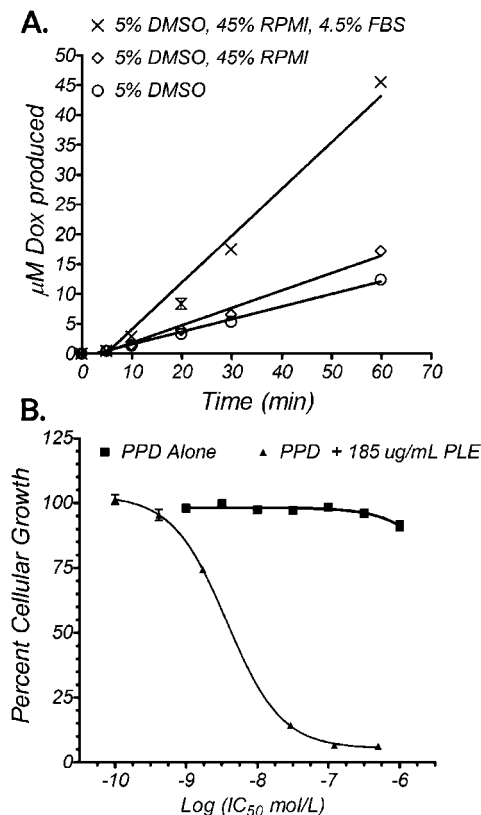 A.
× 5% DMSO, 45% RPMI, 4.5% FBS
◇ 5% DMSO, 45% RPMI
○ 5% DMSO
50
45
40
35
30
25
20
15
10
5
0
μM Dox produced
0 10 20 30 40 50 60 70
Time (min)
B.
125
100
75
50
25
0
■ PPD Alone ▲ PPD + 185 ug/mL PLE
Percent Cellular Growth
-10 -9 -8 -7 -6
Log (IC50 mol/L)